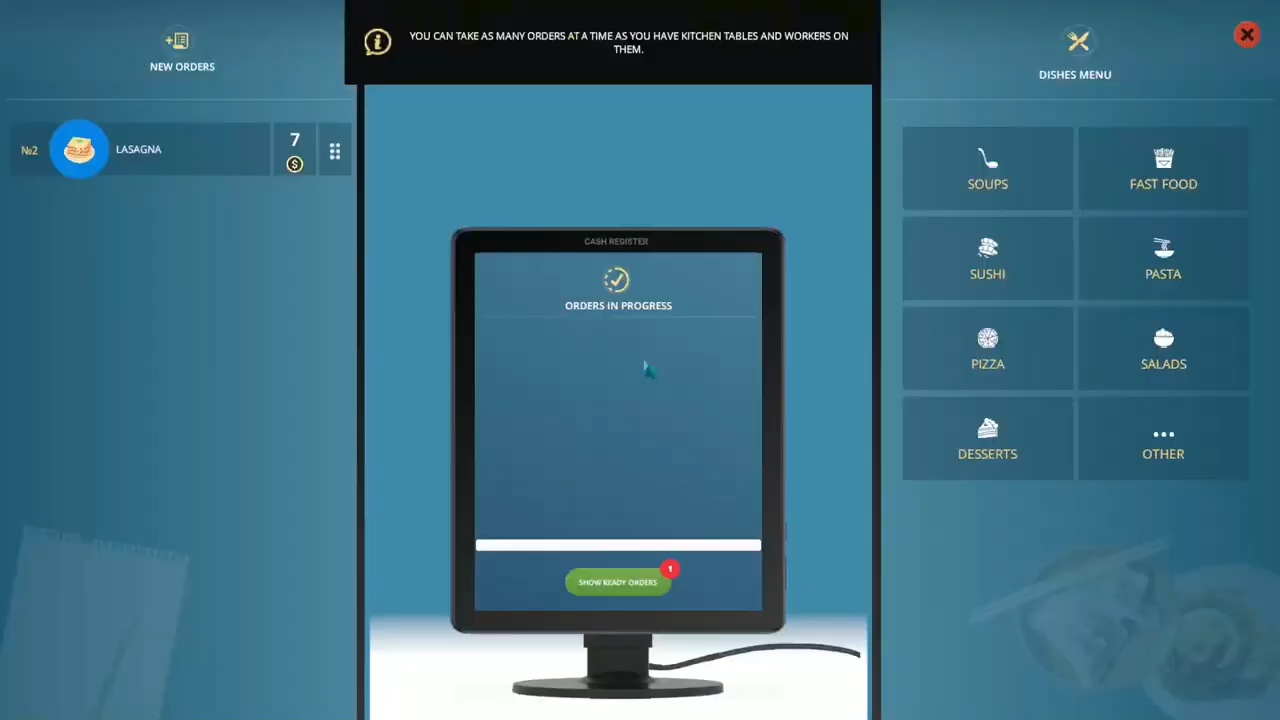 NEW ORDERS
№2
LASAGNA
7
YOU CAN TAKE AS MANY ORDERS AT A TIME AS YOU HAVE KITCHEN TABLES AND WORKERS ON
THEM.
CASH REGISTER
ORDERS IN PROGRESS
SHOW READY ORDERS
1
DISHES MENU
SOUPS
FAST FOOD
SUSHI
PASTA
PIZZA
SALADS
DESSERTS
OTHER